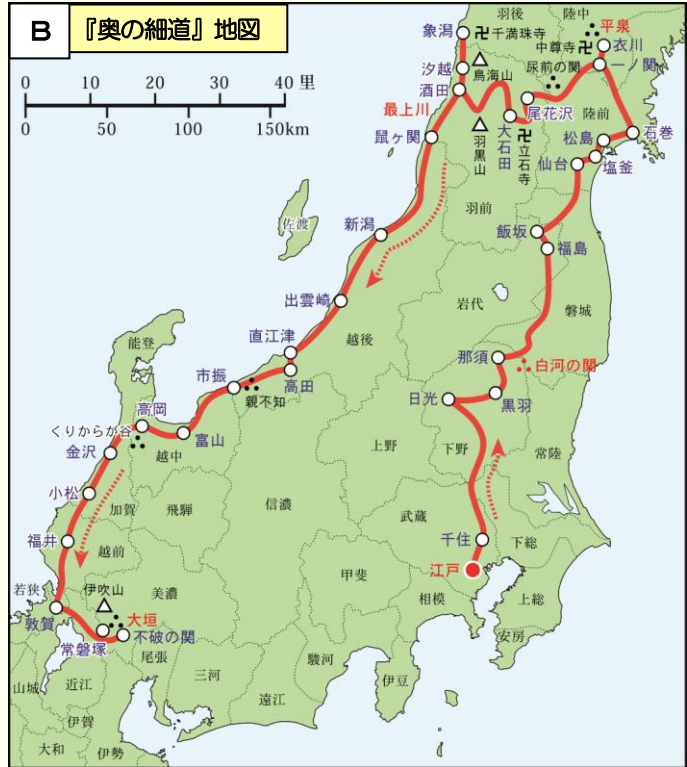 B
『奥の細道』地図
0 10 20 30 40 里
0 50 100 150km
象潟
千満珠寺
汐越
鳥海山
酒田
最上川
鼠ヶ関
羽黒山
大石田
立石寺
尾花沢
尿前の関
中尊寺
平泉
衣川
一ノ関
羽後
陸中
陸前
石巻
松島
塩釜
仙台
羽前
飯坂
福島
佐渡
新潟
出雲崎
越後
岩代
磐城
直江津
高田
親不知
市振
那須
白河の関
黒羽
日光
能登
高岡
くりからが谷
富山
越中
金沢
小松
加賀
飛騨
信濃
上野
下野
常陸
福井
越前
武蔵
千住
下総
江戸
若狭
敦賀
伊吹山
美濃
大垣
不破の関
常磐塚
甲斐
相模
上総
安房
尾張
三河
駿河
伊豆
遠江
山城
近江
伊賀
大和
伊勢